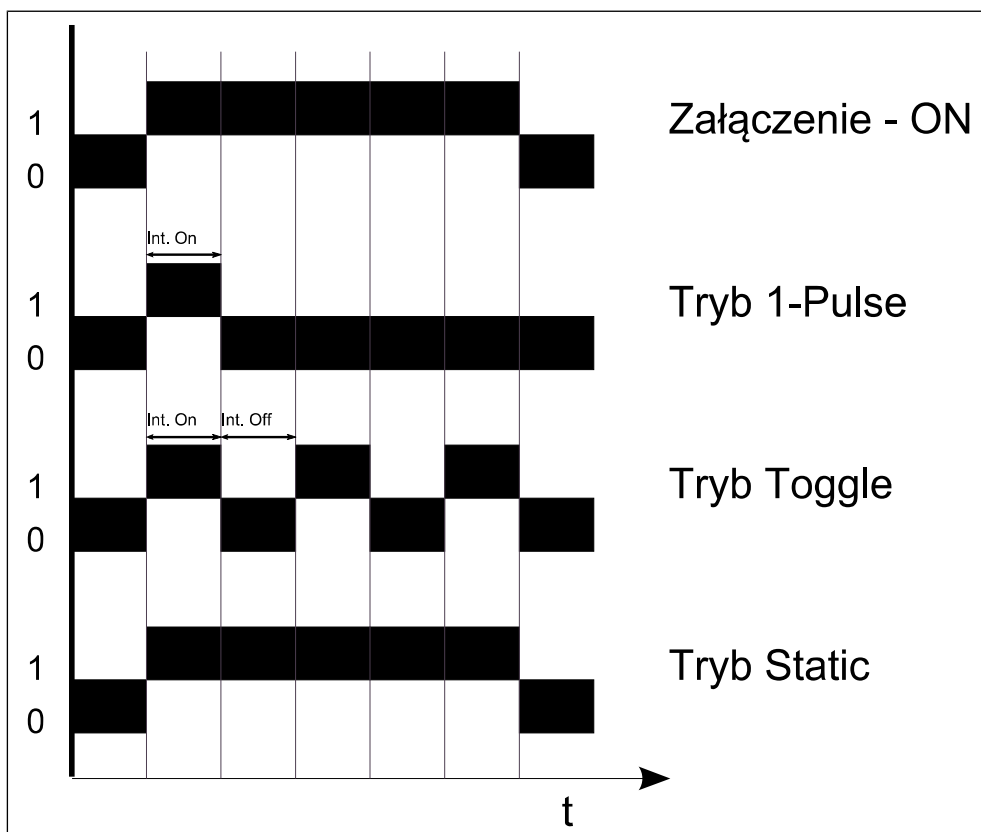 1
0
Załączenie - ON
Int. On
1
0
Tryb 1-Pulse
Int. On Int. Off
1
0
Tryb Toggle
1
0
Tryb Static
t